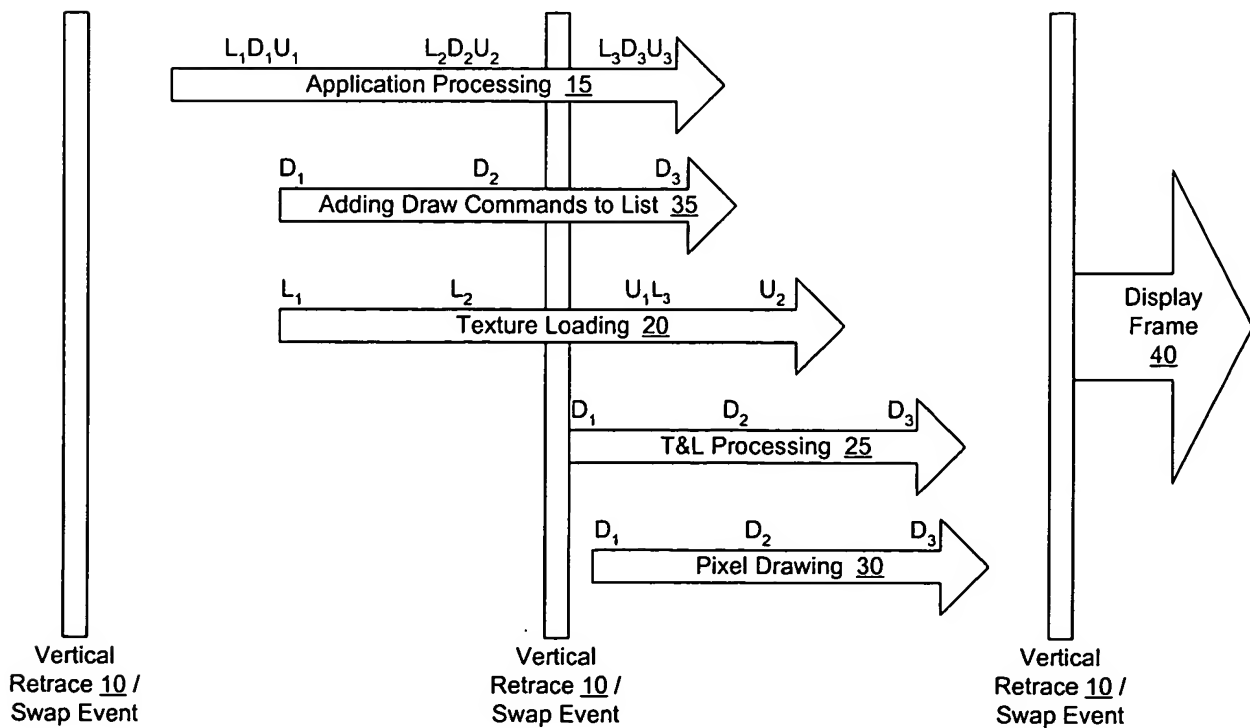 L₁D₁U₁ L₂D₂U₂ L₃D₃U₃
Application Processing 15
D₁ D₂ D₃
Adding Draw Commands to List 35
L₁ L₂ U₁L₃ U₂
Texture Loading 20
Display
Frame
40
D₁ D₂ D₃
T&L Processing 25
D₁ D₂ D₃
Pixel Drawing 30
Vertical
Retrace 10 /
Swap Event
Vertical
Retrace 10 /
Swap Event
Vertical
Retrace 10 /
Swap Event